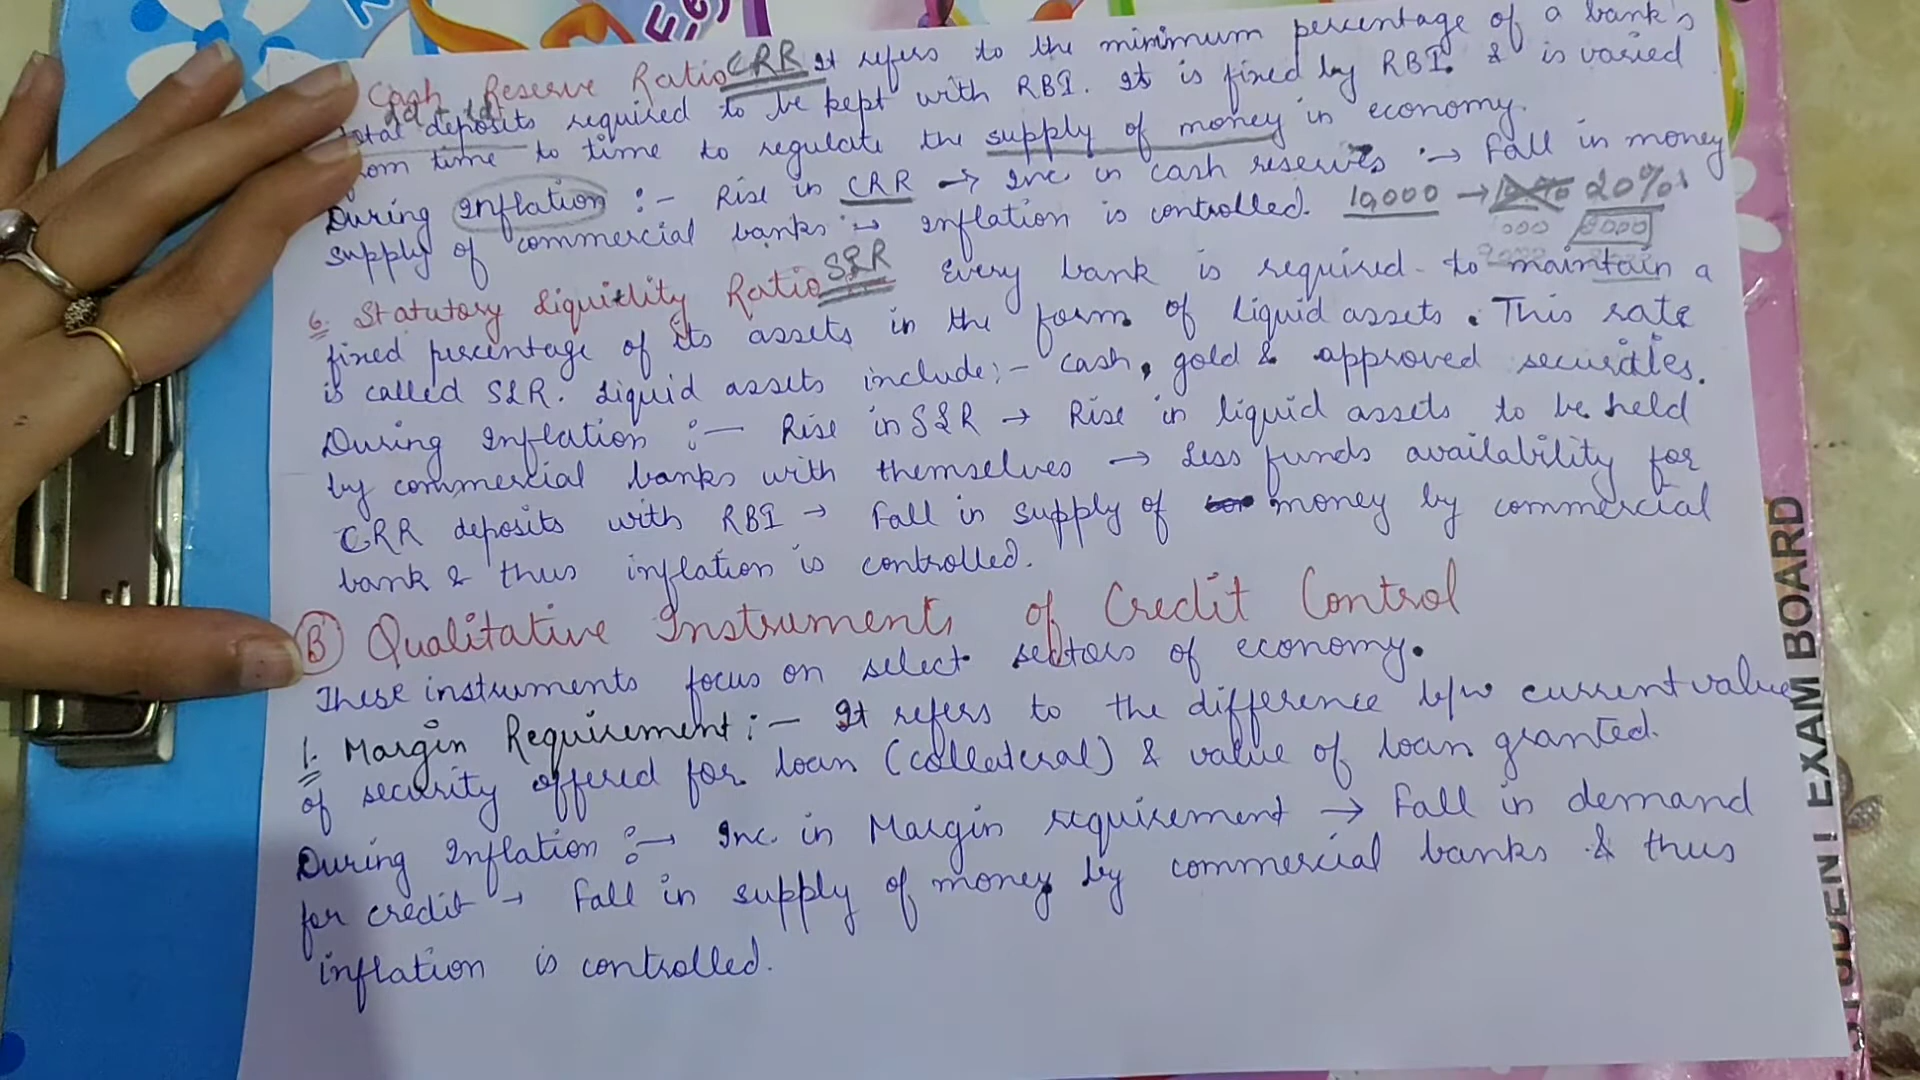 Cash Reserve Ratio CRR It refers to the minimum percentage of a bank's
total deposits required to be kept with RBI. It is fixed by RBI. & is varied
from time to time to regulate the supply of money in economy.
During Inflation :- Rise in CRR → Inc in cash reserves → Fall in money
supply of commercial banks → Inflation is controlled. 10,000 → 20%
000 8000
6. Statutory Liquidity Ratio SLR Every bank is required to maintain a
fixed percentage of its assets in the form of liquid assets. This rate
is called SLR. Liquid assets include:- cash, gold & approved securities.
During Inflation :- Rise in SLR → Rise in liquid assets to be held
by commercial banks with themselves → Less funds availability for
CRR deposits with RBI → Fall in supply of money by commercial
bank & thus inflation is controlled.
B Qualitative Instruments of Credit Control
These instruments focus on select sectors of economy.
1. Margin Requirement :- It refers to the difference b/w current value
of security offered for loan (collateral) & value of loan granted.
During Inflation :→ Inc. in Margin requirement → Fall in demand
for credit → Fall in supply of money by commercial banks & thus
inflation is controlled.
STUDENT EXAM BOARD